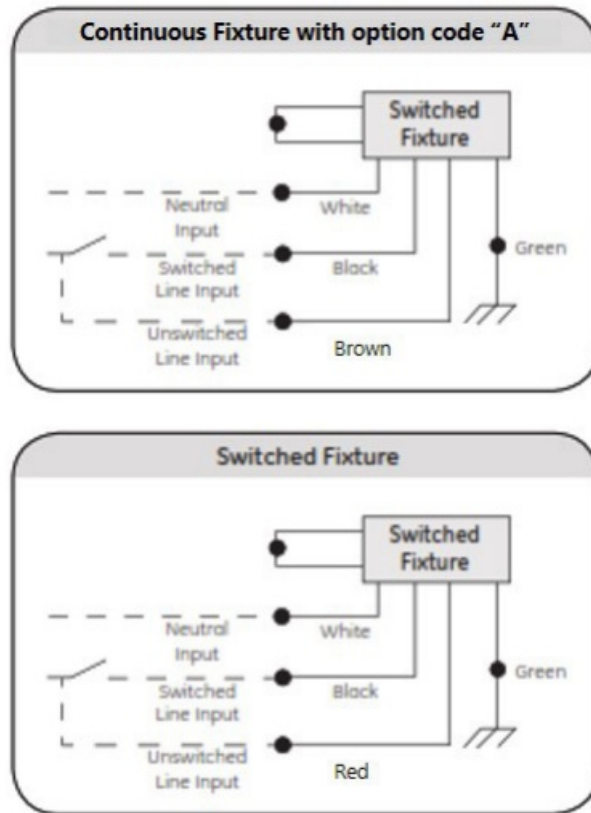 Continuous Fixture with option code “A”
Switched
Fixture
Neutral
Input
White
Switched
Line Input
Black
Green
Unswitched
Line Input
Brown
Switched Fixture
Switched
Fixture
Neutral
Input
White
Switched
Line Input
Black
Green
Unswitched
Line Input
Red